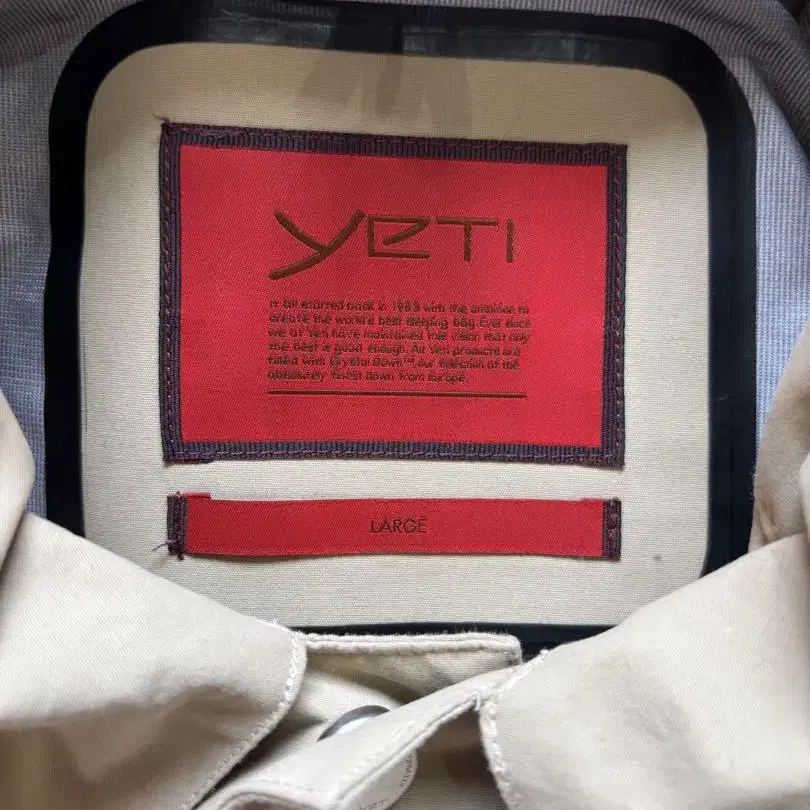 yeTI
It all started back in 1983 with the ambition to
create the world's best sleeping bag. Ever since
we at Yeti have maintained this vision that only
the best is good enough. All Yeti products are
filled with Crystal Down™, our selection of the
absolutely finest down from Europe.
LARGE
yeTI